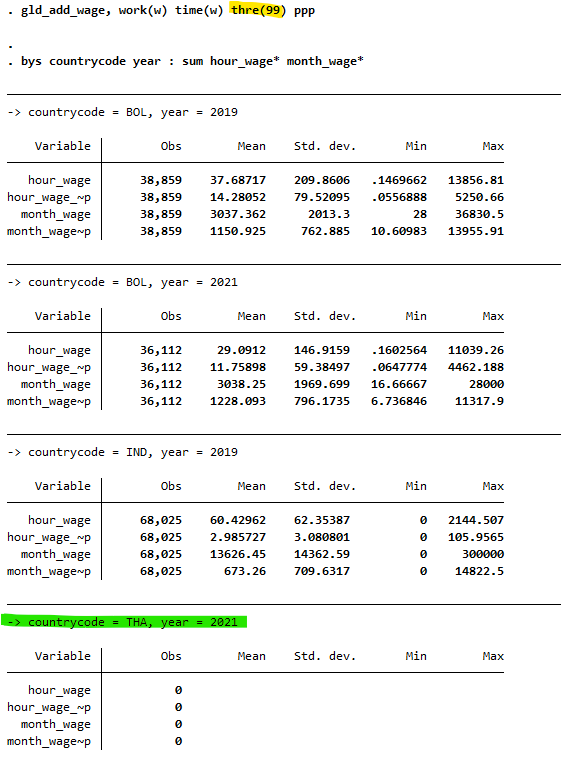 . gld_add_wage, work(w) time(w) thre(99) ppp
.
. bys countrycode year : sum hour_wage* month_wage*
-> countrycode = BOL, year = 2019
Variable | Obs Mean Std. dev. Min Max
hour_wage | 38,859 37.68717 209.8606 .1469662 13856.81
hour_wage_~p | 38,859 14.28052 79.52095 .0556888 5250.66
month_wage | 38,859 3037.362 2013.3 28 36830.5
month_wage~p | 38,859 1150.925 762.885 10.60983 13955.91
-> countrycode = BOL, year = 2021
Variable | Obs Mean Std. dev. Min Max
hour_wage | 36,112 29.0912 146.9159 .1602564 11039.26
hour_wage_~p | 36,112 11.75898 59.38497 .0647774 4462.188
month_wage | 36,112 3038.25 1969.699 16.66667 28000
month_wage~p | 36,112 1228.093 796.1735 6.736846 11317.9
-> countrycode = IND, year = 2019
Variable | Obs Mean Std. dev. Min Max
hour_wage | 68,025 60.42962 62.35387 0 2144.507
hour_wage_~p | 68,025 2.985727 3.080801 0 105.9565
month_wage | 68,025 13626.45 14362.59 0 300000
month_wage~p | 68,025 673.26 709.6317 0 14822.5
-> countrycode = THA, year = 2021
Variable | Obs Mean Std. dev. Min Max
hour_wage | 0
hour_wage_~p | 0
month_wage | 0
month_wage~p | 0